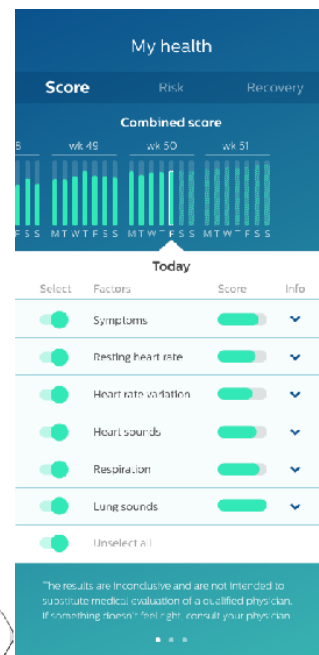 My health
Score Risk Recovery
Combined score
8 wk 49 wk 50 wk 51
F S S M T W T F S S M T W T F S S M T W T F S S
Today
Select Factors Score Info
Symptoms
Resting heart rate
Heart rate variation
Heart sounds
Respiration
Lung sounds
Unselect all
The results are inconclusive and are not intended to
substitute medical evaluation of a qualified physician.
If something doesn't feel right, consult your physician